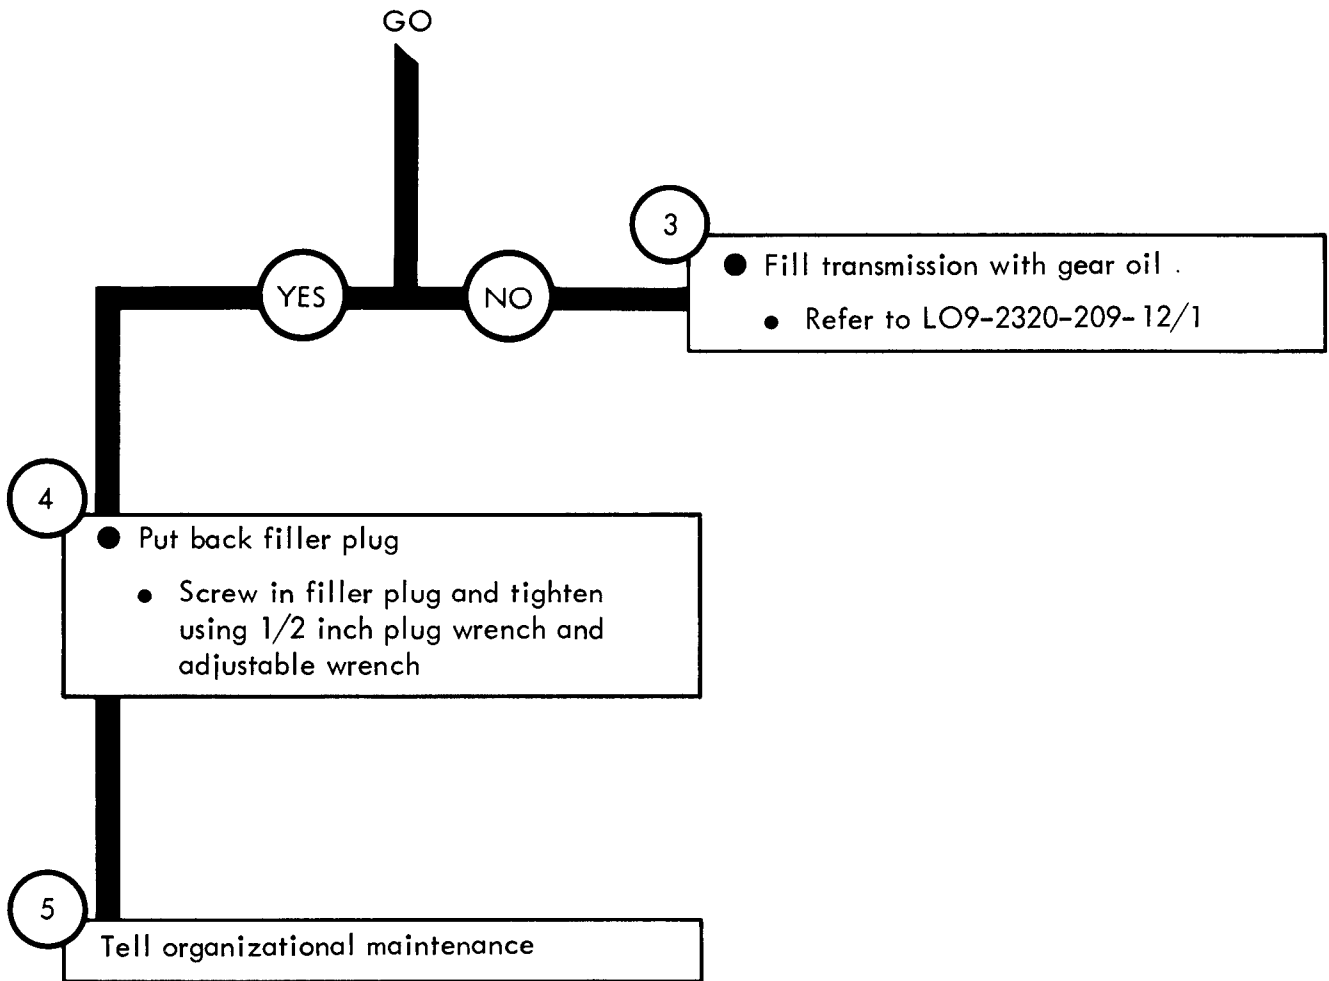 GO
YES
NO
3
● Fill transmission with gear oil .
● Refer to LO9-2320-209-12/1
4
● Put back filler plug
● Screw in filler plug and tighten
using 1/2 inch plug wrench and
adjustable wrench
5
Tell organizational maintenance